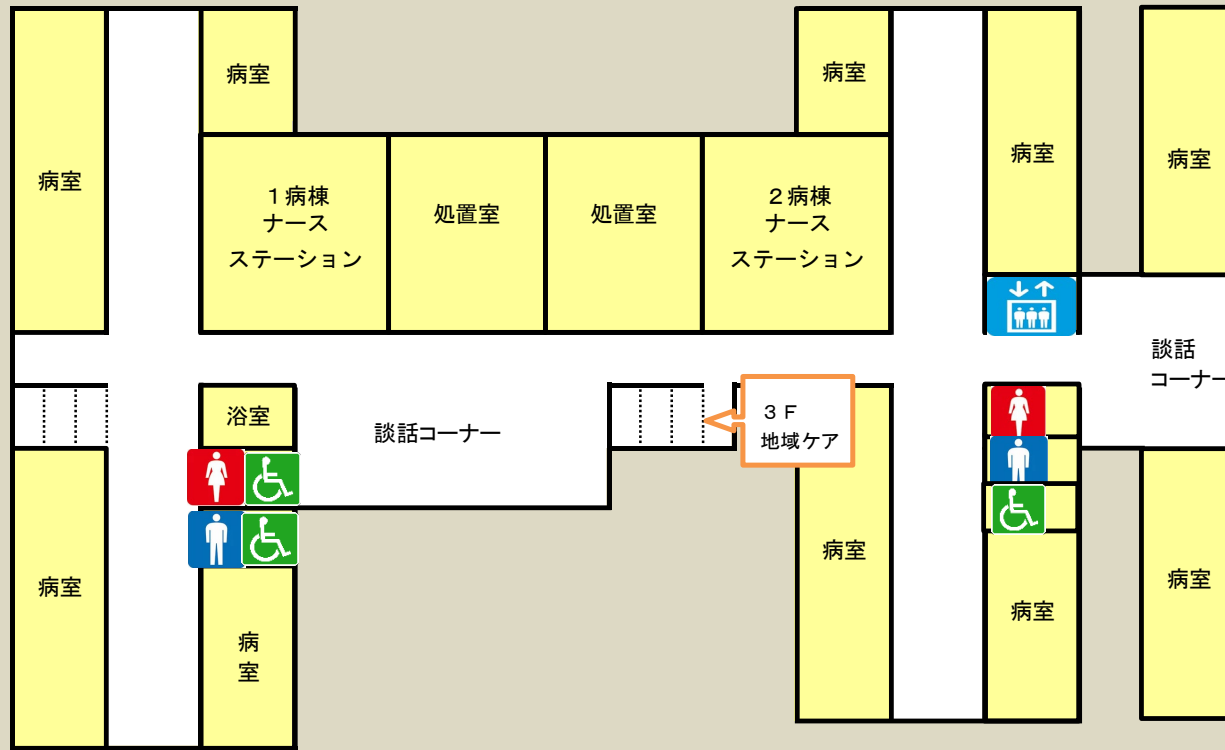 病室
病室
病室
病室
病室
1病棟
ナース
ステーション
処置室
処置室
2病棟
ナース
ステーション
談話
コーナー
浴室
談話コーナー
3F
地域ケア
病室
病室
病室
病室
病
室